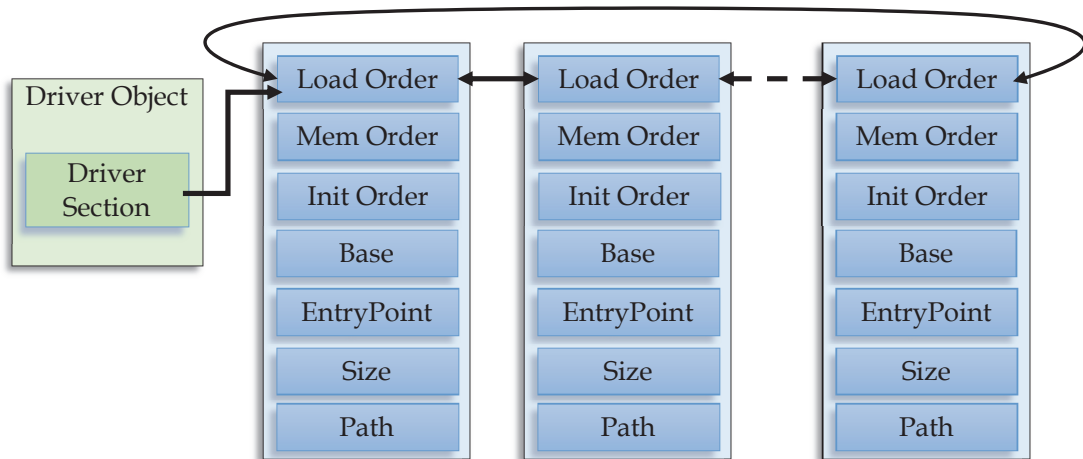 Driver Object
Driver
Section
Load Order
Mem Order
Init Order
Base
EntryPoint
Size
Path
Load Order
Mem Order
Init Order
Base
EntryPoint
Size
Path
Load Order
Mem Order
Init Order
Base
EntryPoint
Size
Path